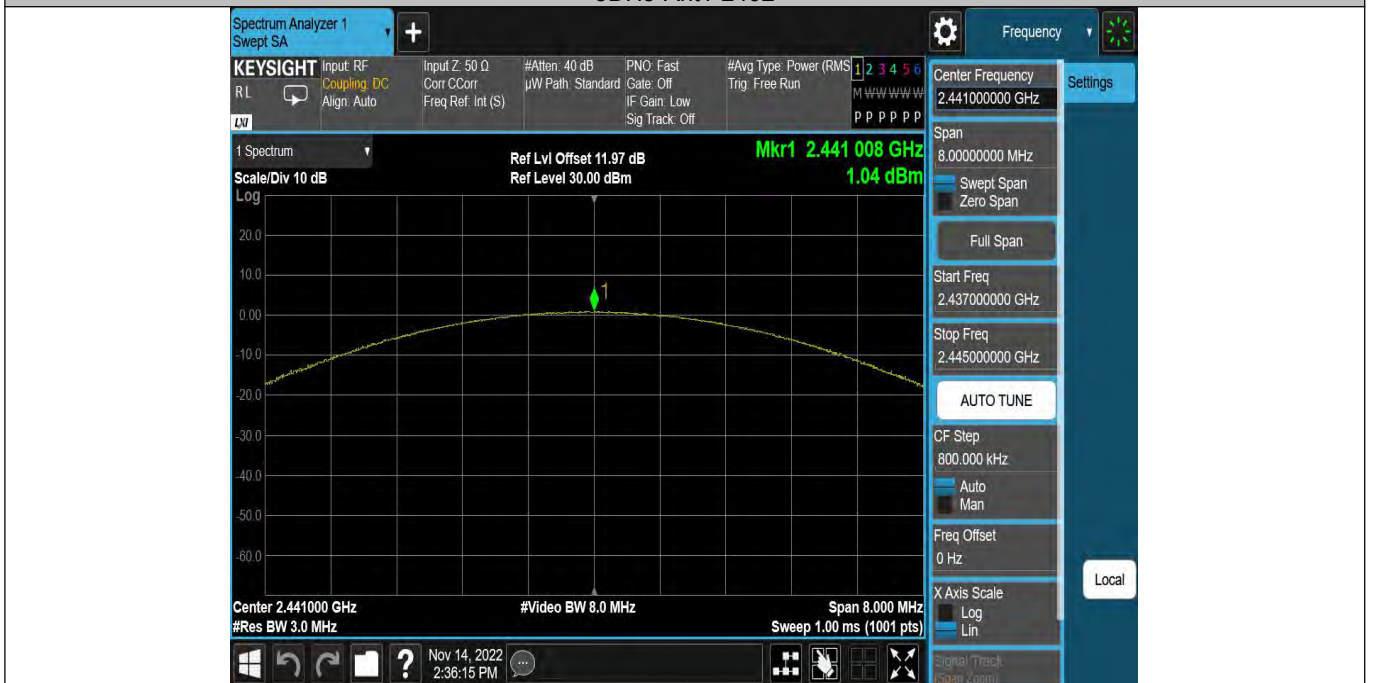 Spectrum Analyzer 1
Swept SA
Frequency
KEYSIGHT
RL
LXI
Input: RF
Coupling: DC
Align: Auto
Input Z: 50 Ω
Corr CCorr
Freq Ref: Int (S)
#Atten: 40 dB
µW Path: Standard
PNO: Fast
Gate: Off
IF Gain: Low
Sig Track: Off
#Avg Type: Power (RMS
Trig: Free Run
1 2 3 4 5 6
M W W W W W
P P P P P P
1 Spectrum
Scale/Div 10 dB
Ref Lvl Offset 11.97 dB
Ref Level 30.00 dBm
Mkr1 2.441 008 GHz
1.04 dBm
Log
20.0
10.0
0.00
-10.0
-20.0
-30.0
-40.0
-50.0
-60.0
1
Center 2.441000 GHz
#Res BW 3.0 MHz
#Video BW 8.0 MHz
Span 8.000 MHz
Sweep 1.00 ms (1001 pts)
Center Frequency
2.441000000 GHz
Settings
Span
8.00000000 MHz
Swept Span
Zero Span
Full Span
Start Freq
2.437000000 GHz
Stop Freq
2.445000000 GHz
AUTO TUNE
CF Step
800.000 kHz
Auto
Man
Freq Offset
0 Hz
X Axis Scale
Log
Lin
Local
Signal Track
(Span Zoom)
?
Nov 14, 2022
2:36:15 PM